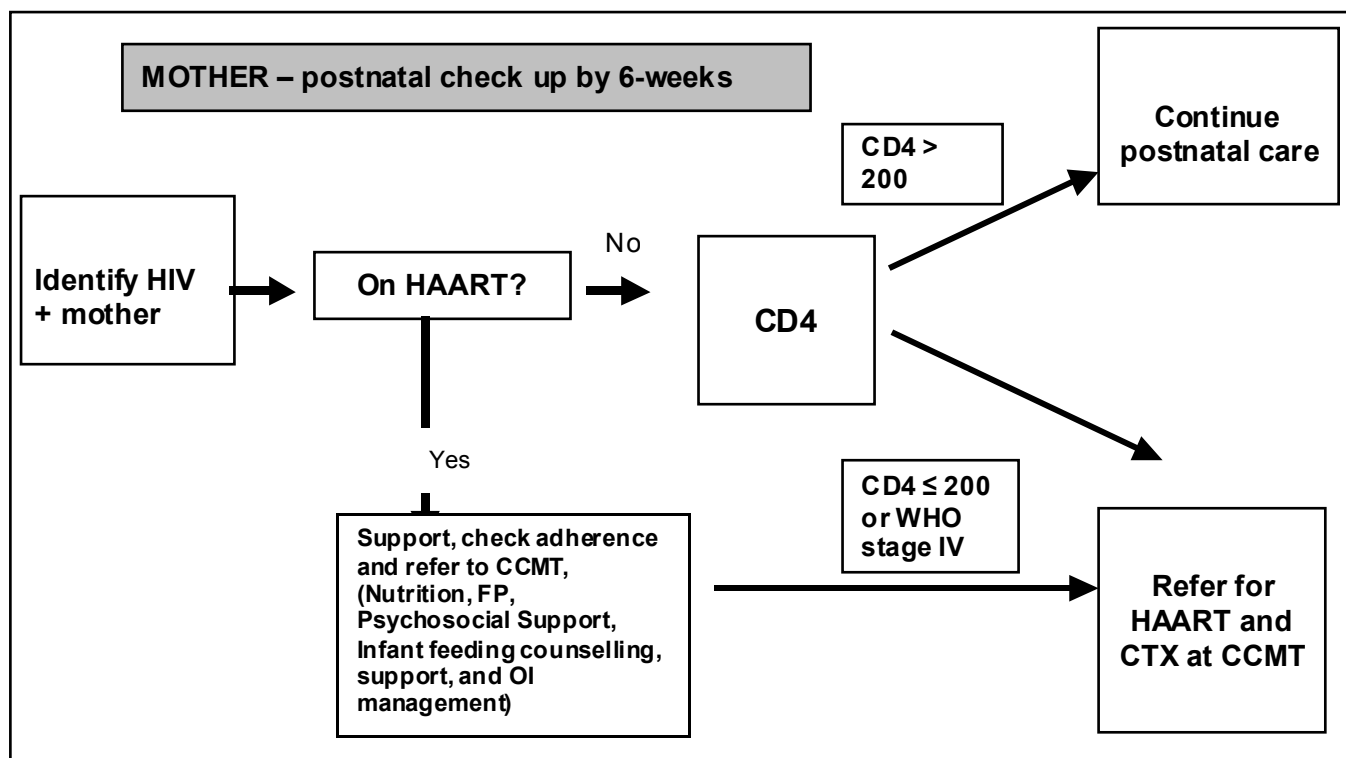 MOTHER – postnatal check up by 6-weeks
Identify HIV
+ mother
On HAART?
No
Yes
CD4
CD4 >
200
Continue
postnatal care
Support, check adherence
and refer to CCMT,
(Nutrition, FP,
Psychosocial Support,
Infant feeding counselling,
support, and OI
management)
CD4 ≤ 200
or WHO
stage IV
Refer for
HAART and
CTX at CCMT